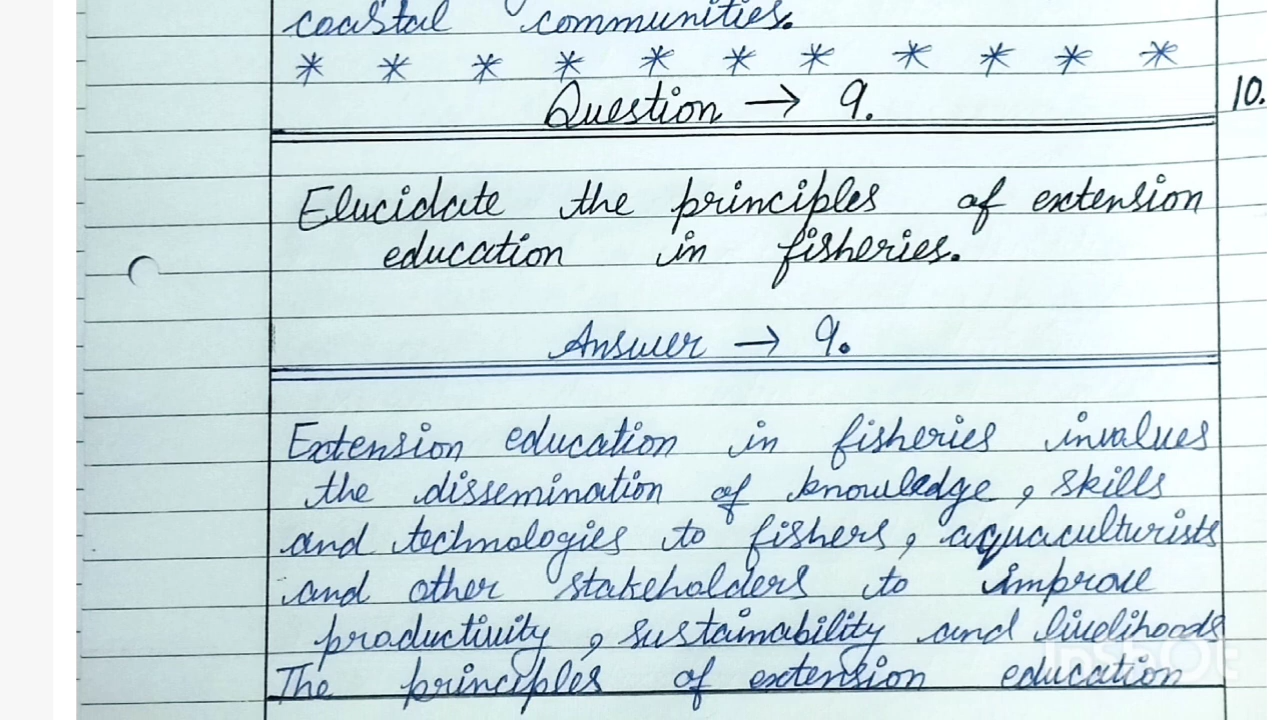 coastal communities.
* * * * * * * * * * *
Question → 9.
10.
Elucidate the principles of extension
education in fisheries.
Answer → 9.
Extension education in fisheries involves
the dissemination of knowledge, skills
and technologies to fishers, aquaculturists
and other stakeholders to improve
productivity, sustainability and livelihoods
The principles of extension education
InShOt